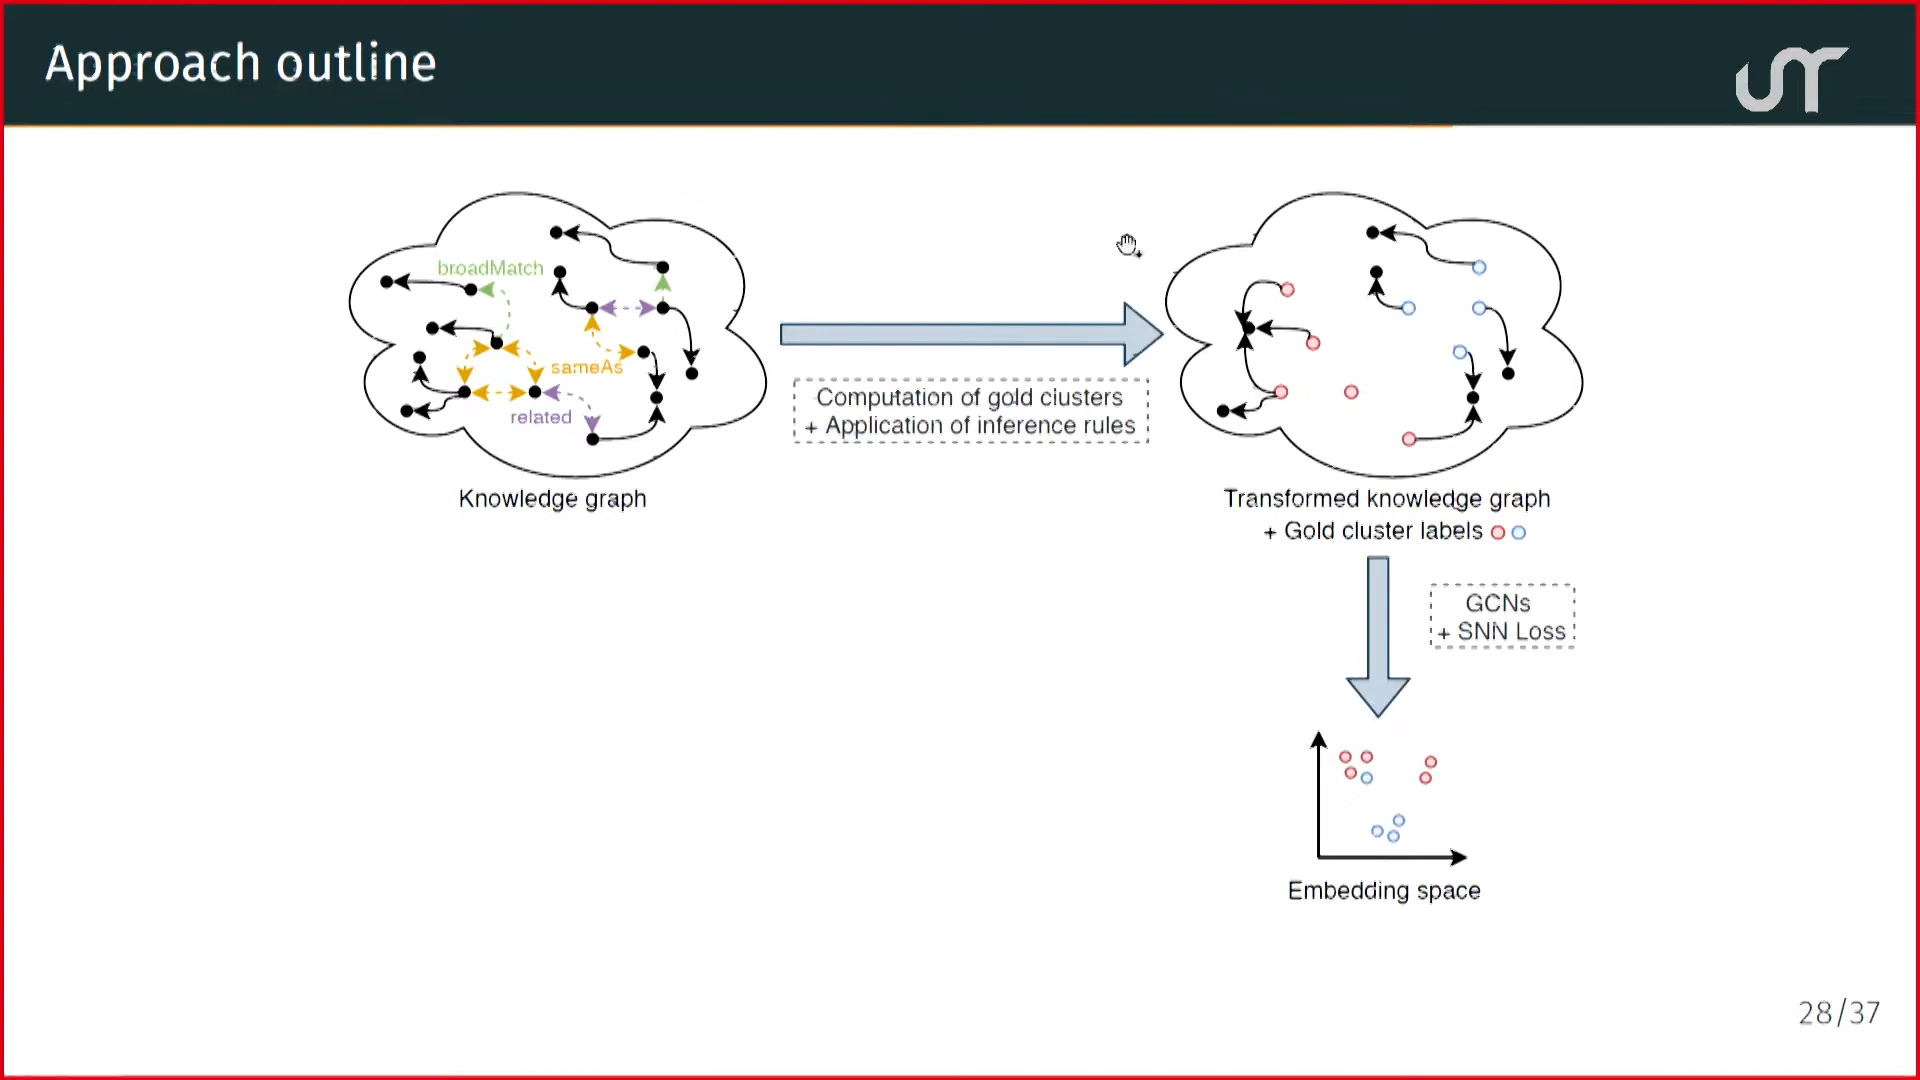 Approach outline
broadMatch
sameAs
related
Knowledge graph
Computation of gold clusters
+ Application of inference rules
Transformed knowledge graph
+ Gold cluster labels
GCNs
+ SNN Loss
Embedding space
28/37